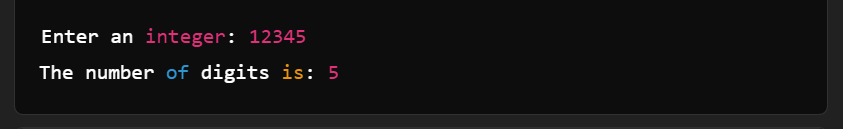 Enter an integer: 12345
The number of digits is: 5